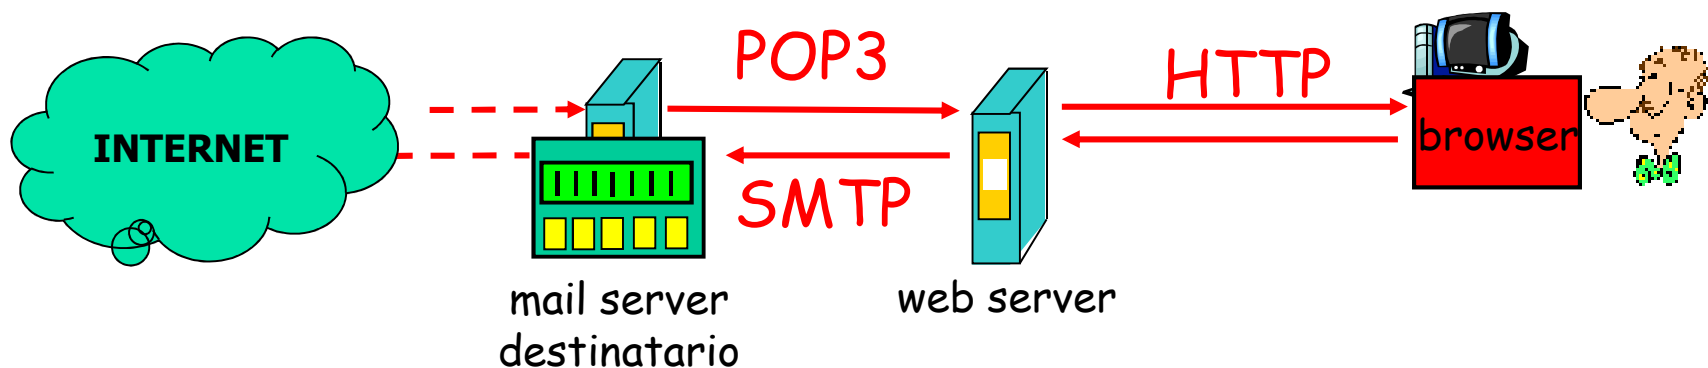 POP3
HTTP
INTERNET
browser
SMTP
mail server
destinatario
web server